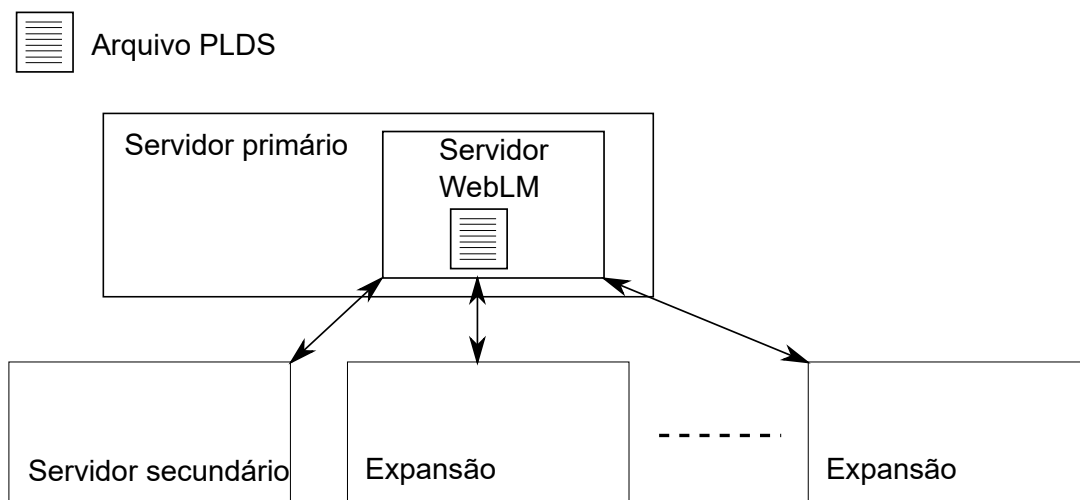 Arquivo PLDS
Servidor primário
Servidor
WebLM
Servidor secundário
Expansão
Expansão